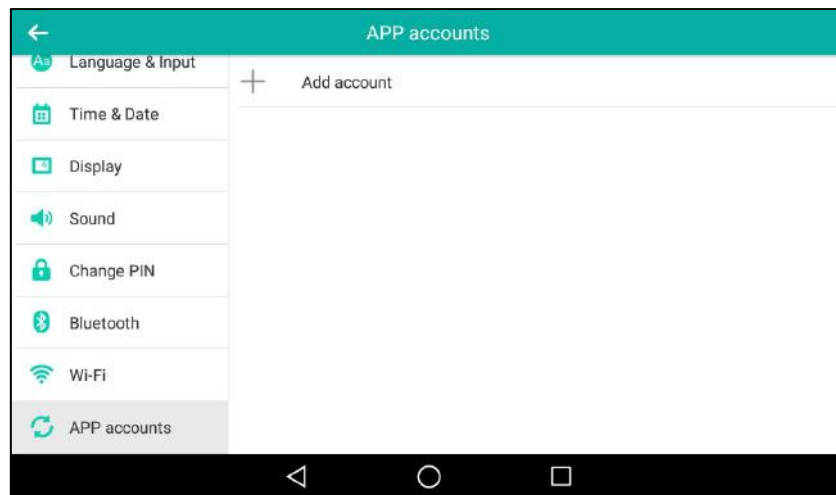 APP accounts
Language & Input
Time & Date
Display
Sound
Change PIN
Bluetooth
Wi-Fi
APP accounts
Add account